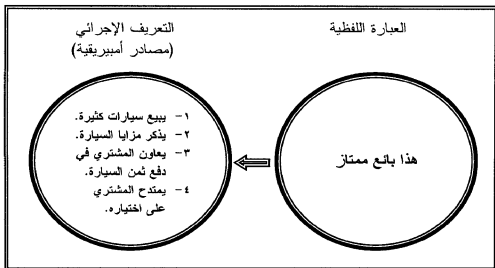 العبارة اللفظية
التعريف الإجرائي
(مصادر أمبيريقية)
هذا بائع ممتاز
١- يبيع سيارات كثيرة.
٢- يذكر مزايا السيارة.
٣- يعاون المشتري في
دفع ثمن السيارة.
٤- يمتدح المشتري
على اختياره.